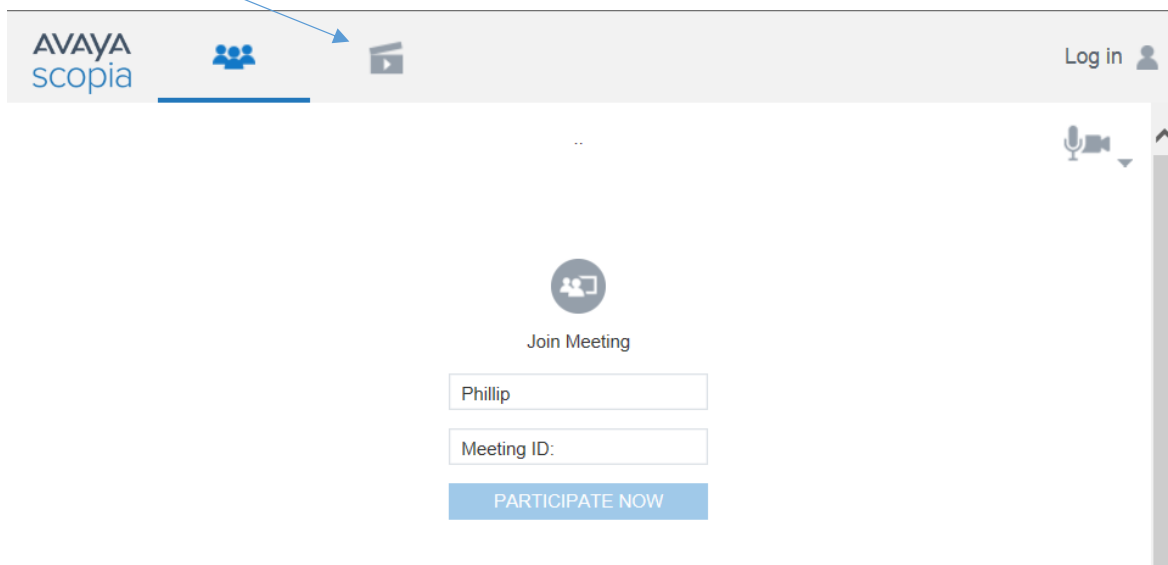 AVAYA
scopia
Log in
..
Join Meeting
Phillip
Meeting ID:
PARTICIPATE NOW